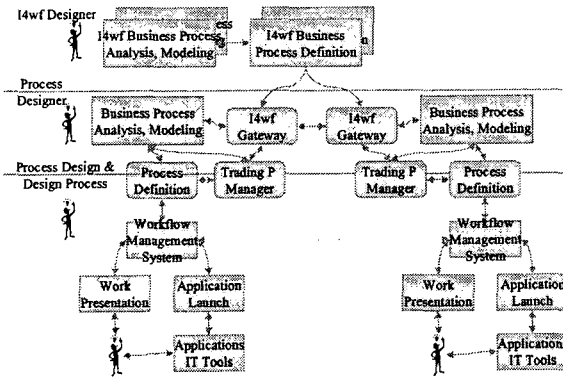 I4wf Designer
I4wf Business Process
Analysis, Modeling
I4wf Business
Process Definition
Process
Designer
Business Process
Analysis, Modeling
I4wf
Gateway
I4wf
Gateway
Business Process
Analysis, Modeling
Process Design &
Design Process
Process
Definition
Trading P
Manager
Trading P
Manager
Process
Definition
Workflow
Management
System
Workflow
Management
System
Work
Presentation
Application
Launch
Work
Presentation
Application
Launch
Applications
IT Tools
Applications
IT Tools